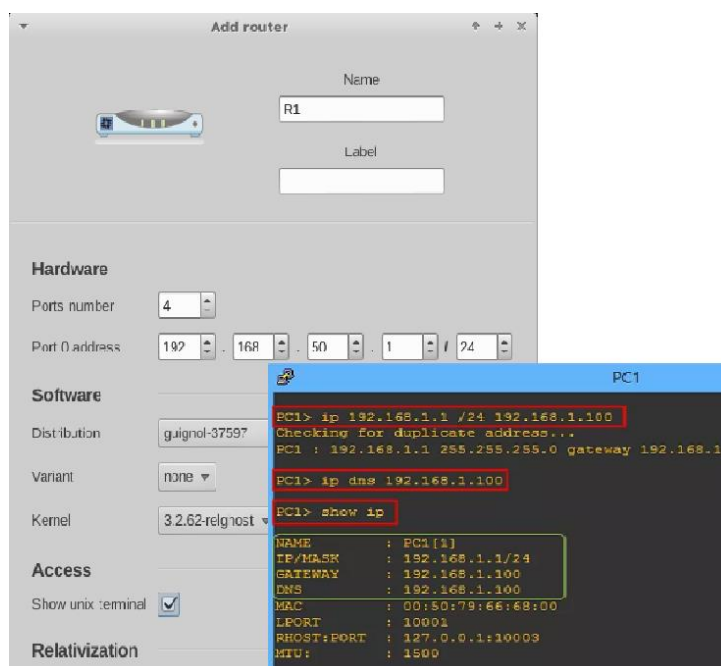 Add router
Name
R1
Label
Hardware
Ports number 4
Port 0 address 192 . 168 . 50 . 1 / 24
Software
Distribution guignol-37597
Variant none
Kernel 3.2.62-relghost
Access
Show unix terminal
Relativization
PC1
PC1> ip 192.168.1.1 /24 192.168.1.100
Checking for duplicate address...
PC1 : 192.168.1.1 255.255.255.0 gateway 192.168.1
PC1> ip dns 192.168.1.100
PC1> show ip
NAME : PC1[1]
IP/MASK : 192.168.1.1/24
GATEWAY : 192.168.1.100
DNS : 192.168.1.100
MAC : 00:50:79:66:68:00
LPORT : 10001
RHOST:PORT : 127.0.0.1:10003
MTU: : 1500